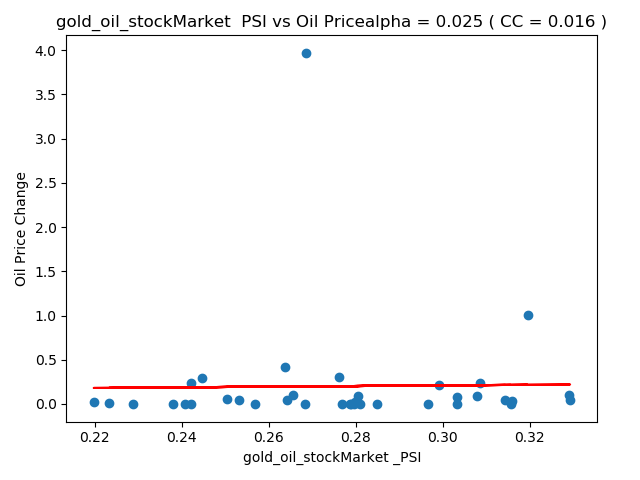 gold_oil_stockMarket  PSI vs Oil Pricealpha = 0.025 ( CC = 0.016 )
4.0
3.5
3.0
2.5
2.0
1.5
1.0
0.5
0.0
Oil Price Change
0.22 0.24 0.26 0.28 0.30 0.32
gold_oil_stockMarket _PSI